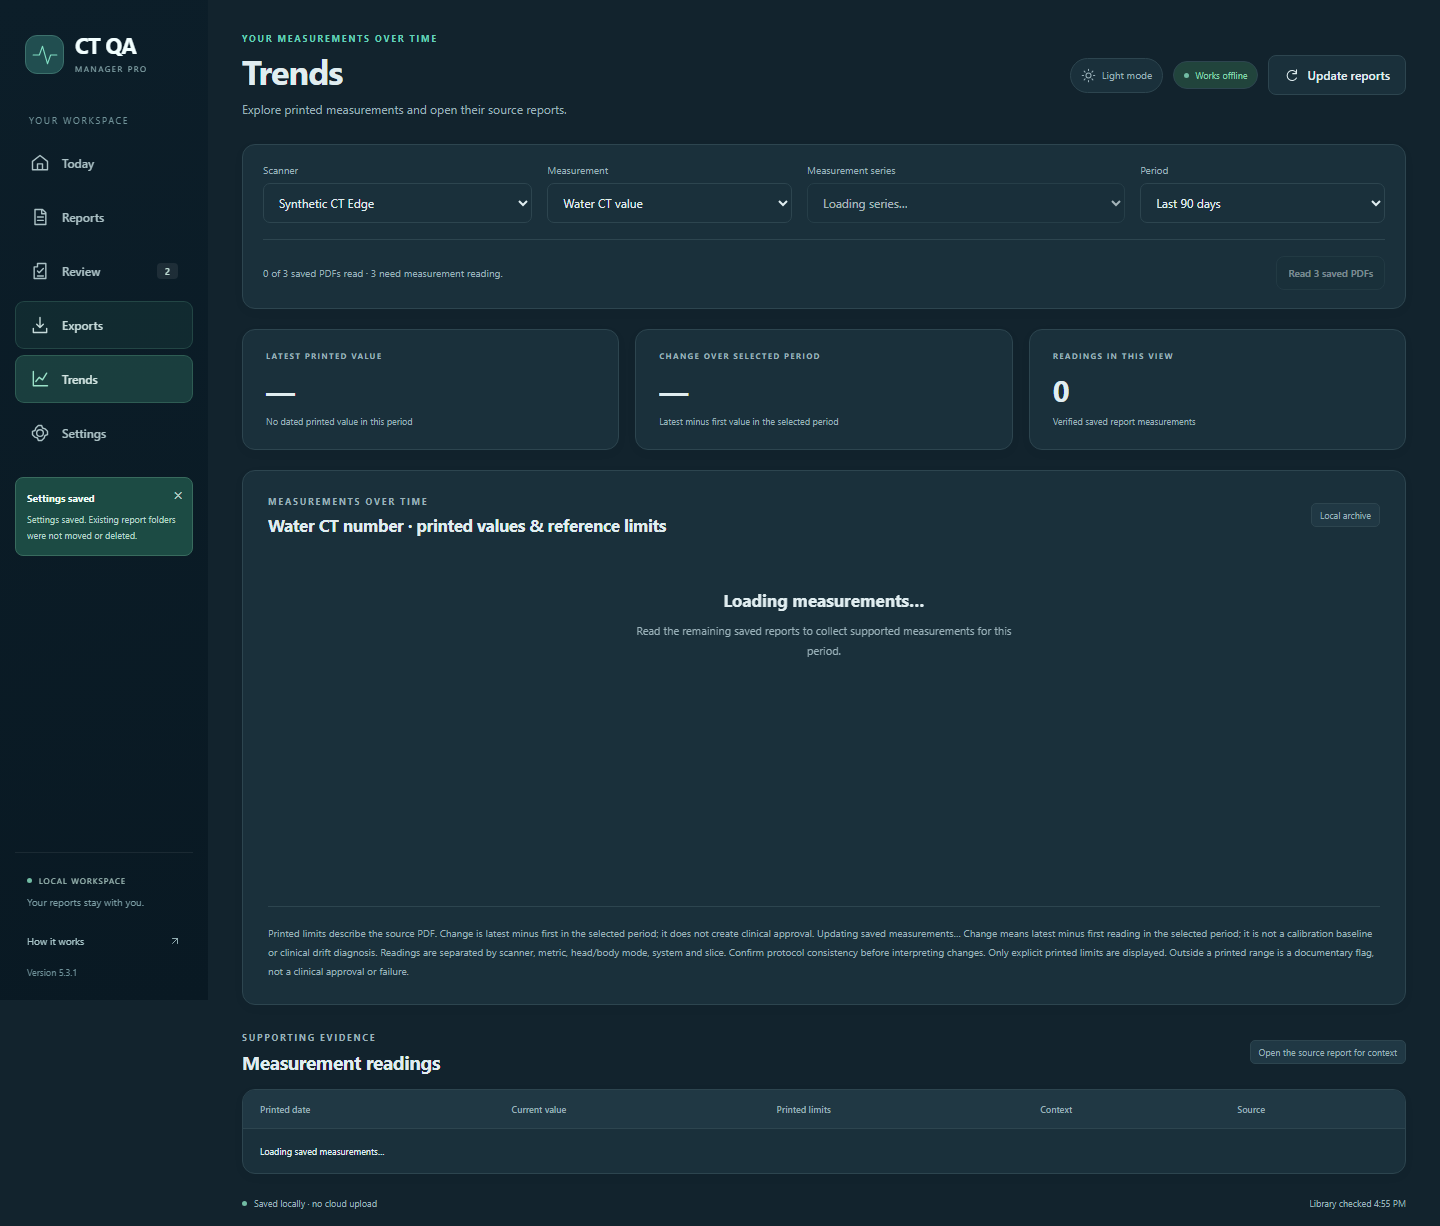 CT QA
MANAGER PRO
YOUR WORKSPACE
Today
Reports
Review 2
Exports
Trends
Settings
Settings saved
Settings saved. Existing report folders
were not moved or deleted.
LOCAL WORKSPACE
Your reports stay with you.
How it works
Version 5.3.1
YOUR MEASUREMENTS OVER TIME
Trends
Explore printed measurements and open their source reports.
Light mode
Works offline
Update reports
Scanner Measurement Measurement series Period
Synthetic CT Edge Water CT value Loading series... Last 90 days
0 of 3 saved PDFs read · 3 need measurement reading.
Read 3 saved PDFs
LATEST PRINTED VALUE
—
No dated printed value in this period
CHANGE OVER SELECTED PERIOD
—
Latest minus first value in the selected period
READINGS IN THIS VIEW
0
Verified saved report measurements
MEASUREMENTS OVER TIME
Water CT number · printed values & reference limits
Local archive
Loading measurements...
Read the remaining saved reports to collect supported measurements for this
period.
Printed limits describe the source PDF. Change is latest minus first in the selected period; it does not create clinical approval. Updating saved measurements... Change means latest minus first reading in the selected period; it is not a calibration baseline
or clinical drift diagnosis. Readings are separated by scanner, metric, head/body mode, system and slice. Confirm protocol consistency before interpreting changes. Only explicit printed limits are displayed. Outside a printed range is a documentary flag,
not a clinical approval or failure.
SUPPORTING EVIDENCE
Measurement readings
Open the source report for context
Printed date Current value Printed limits Context Source
Loading saved measurements...
Saved locally · no cloud upload
Library checked 4:55 PM